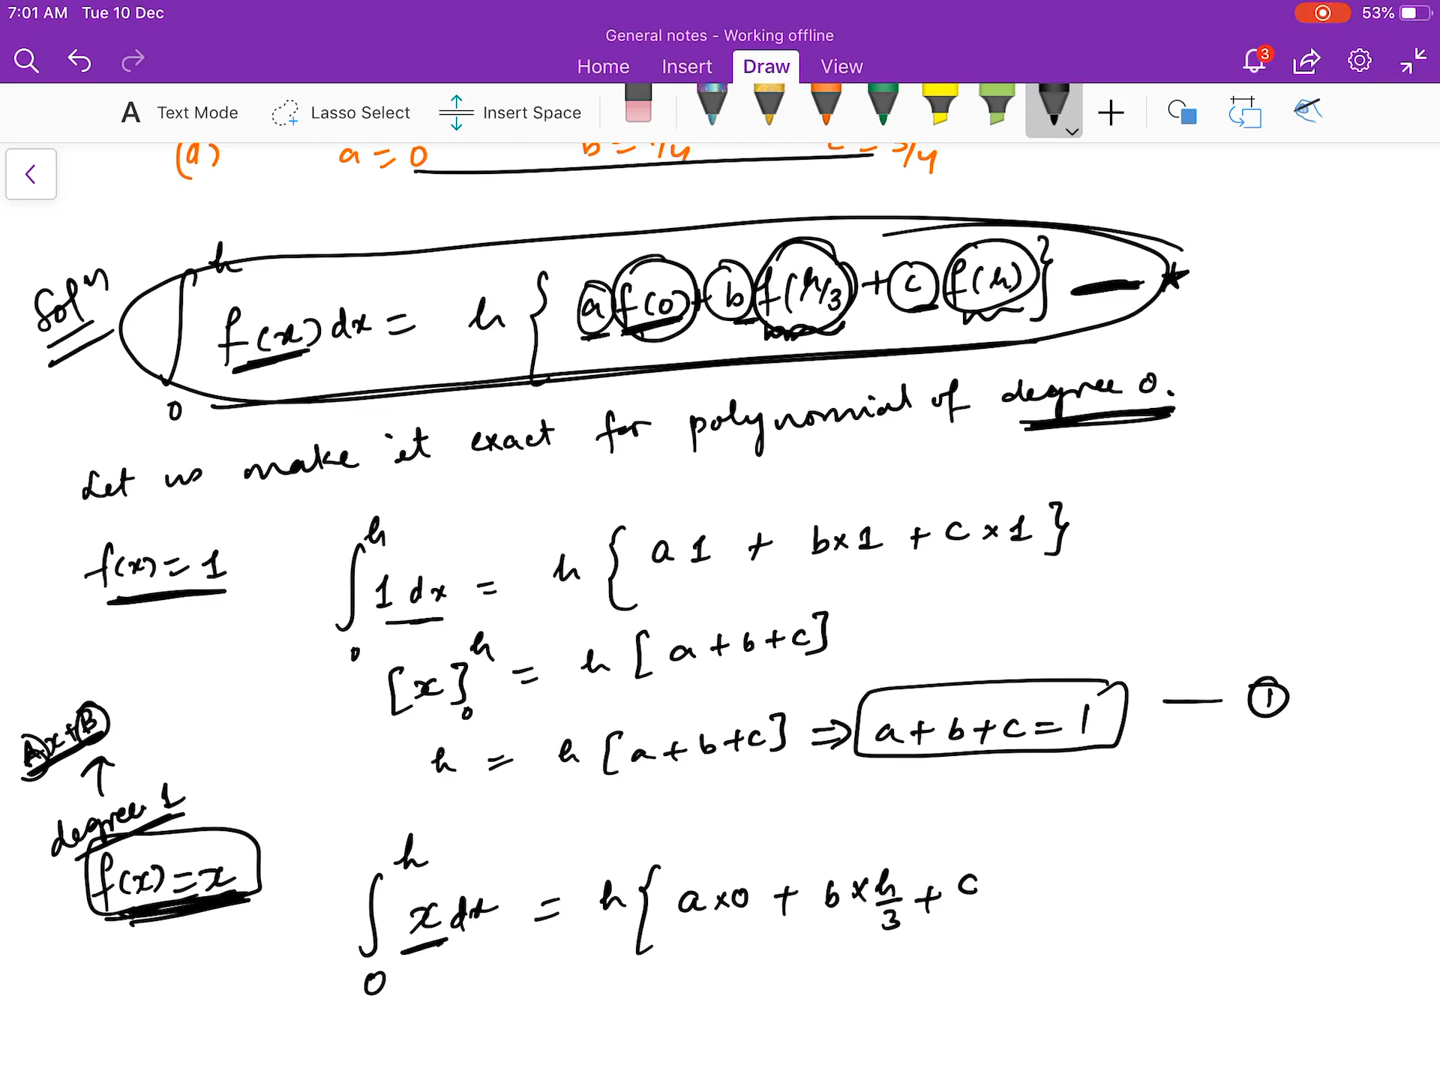 7:01 AM Tue 10 Dec
53%
General notes - Working offline
Home Insert Draw View
3
A Text Mode Lasso Select Insert Space
(a) a = 0 b = 1/4 c = 3/4
Solⁿ ∫₀ʰ f(x) dx = h { a f(0) + b f(h/3) + c f(h) } — ★
Let us make it exact for polynomial of degree 0.
f(x) = 1 ∫₀ʰ 1 dx = h { a 1 + b×1 + c×1 }
[x]₀ʰ = h [a+b+c]
h = h [a+b+c] ⇒ a+b+c = 1 — ①
Ax+B
↑
degree 1
f(x) = x ∫₀ʰ x dx = h { a×0 + b×h/3 + c